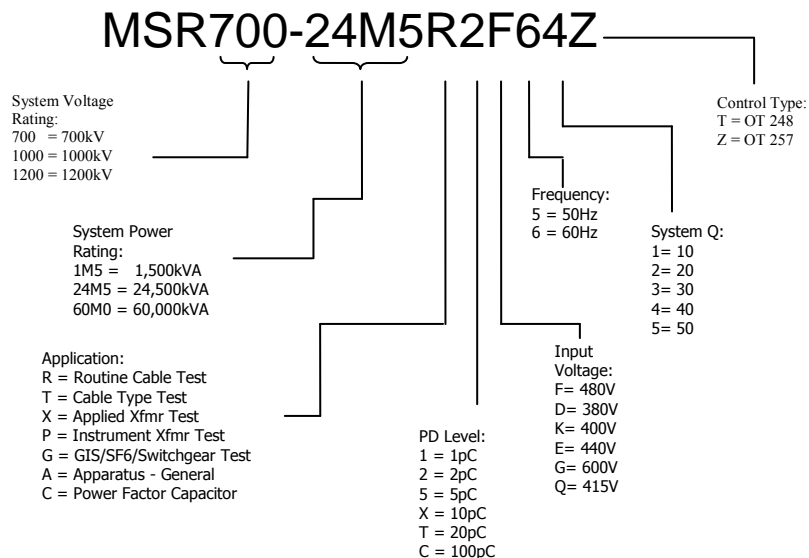 MSR700-24M5R2F64Z
System Voltage
Rating:
700 = 700kV
1000 = 1000kV
1200 = 1200kV
Control Type:
T = OT 248
Z = OT 257
Frequency:
5 = 50Hz
6 = 60Hz
System Power
Rating:
1M5 = 1,500kVA
24M5 = 24,500kVA
60M0 = 60,000kVA
System Q:
1= 10
2= 20
3= 30
4= 40
5= 50
Application:
R = Routine Cable Test
T = Cable Type Test
X = Applied Xfmr Test
P = Instrument Xfmr Test
G = GIS/SF6/Switchgear Test
A = Apparatus - General
C = Power Factor Capacitor
Input
Voltage:
F= 480V
D= 380V
K= 400V
E= 440V
G= 600V
Q= 415V
PD Level:
1 = 1pC
2 = 2pC
5 = 5pC
X = 10pC
T = 20pC
C = 100pC